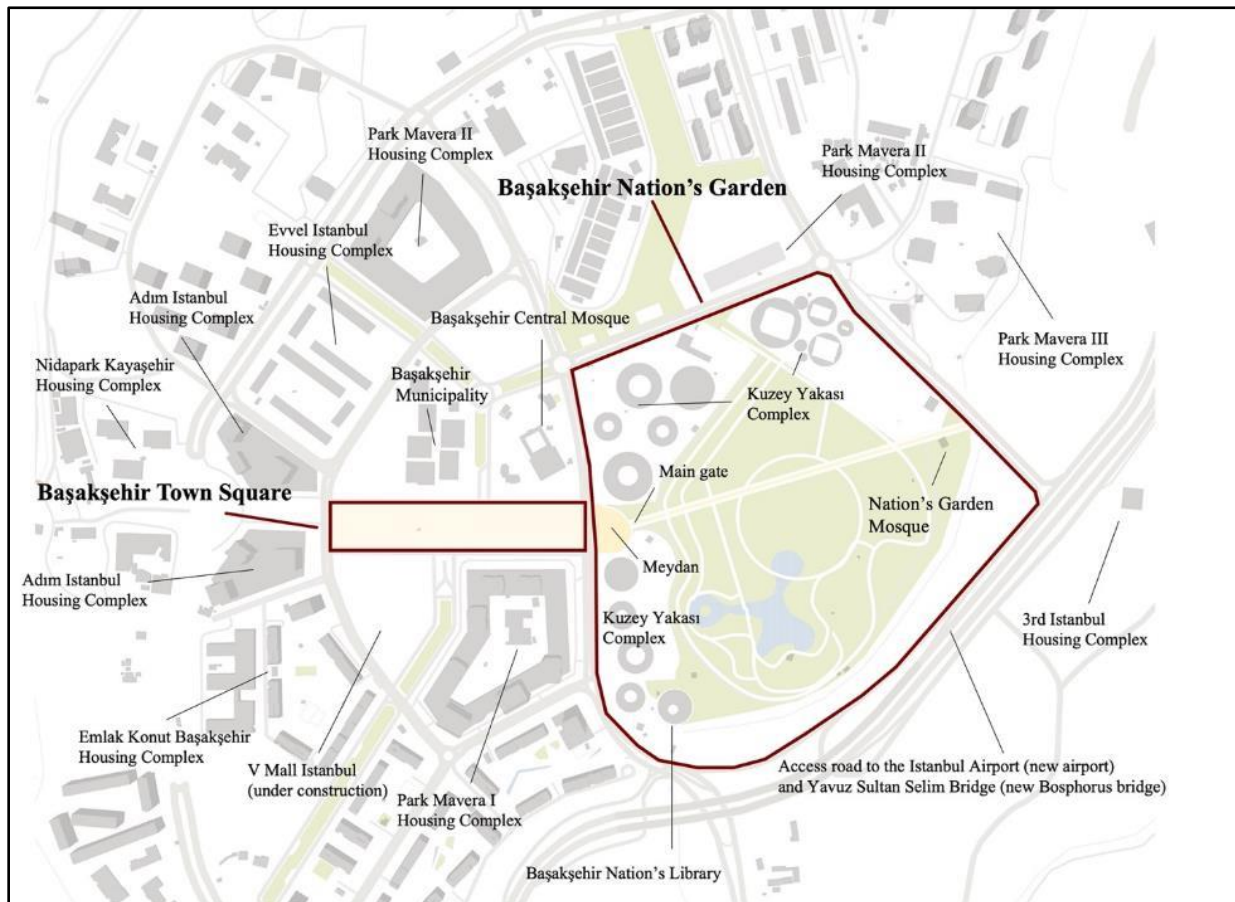 Park Mavera II
Housing Complex
Park Mavera II
Housing Complex
Başakşehir Nation's Garden
Evvel Istanbul
Housing Complex
Adım Istanbul
Housing Complex
Başakşehir Central Mosque
Park Mavera III
Housing Complex
Nidapark Kayaşehir
Housing Complex
Başakşehir
Municipality
Kuzey Yakası
Complex
Main gate
Başakşehir Town Square
Nation's Garden
Mosque
Meydan
Adım Istanbul
Housing Complex
Kuzey Yakası
Complex
3rd Istanbul
Housing Complex
Emlak Konut Başakşehir
Housing Complex
V Mall Istanbul
(under construction)
Park Mavera I
Housing Complex
Access road to the Istanbul Airport (new airport)
and Yavuz Sultan Selim Bridge (new Bosphorus bridge)
Başakşehir Nation's Library